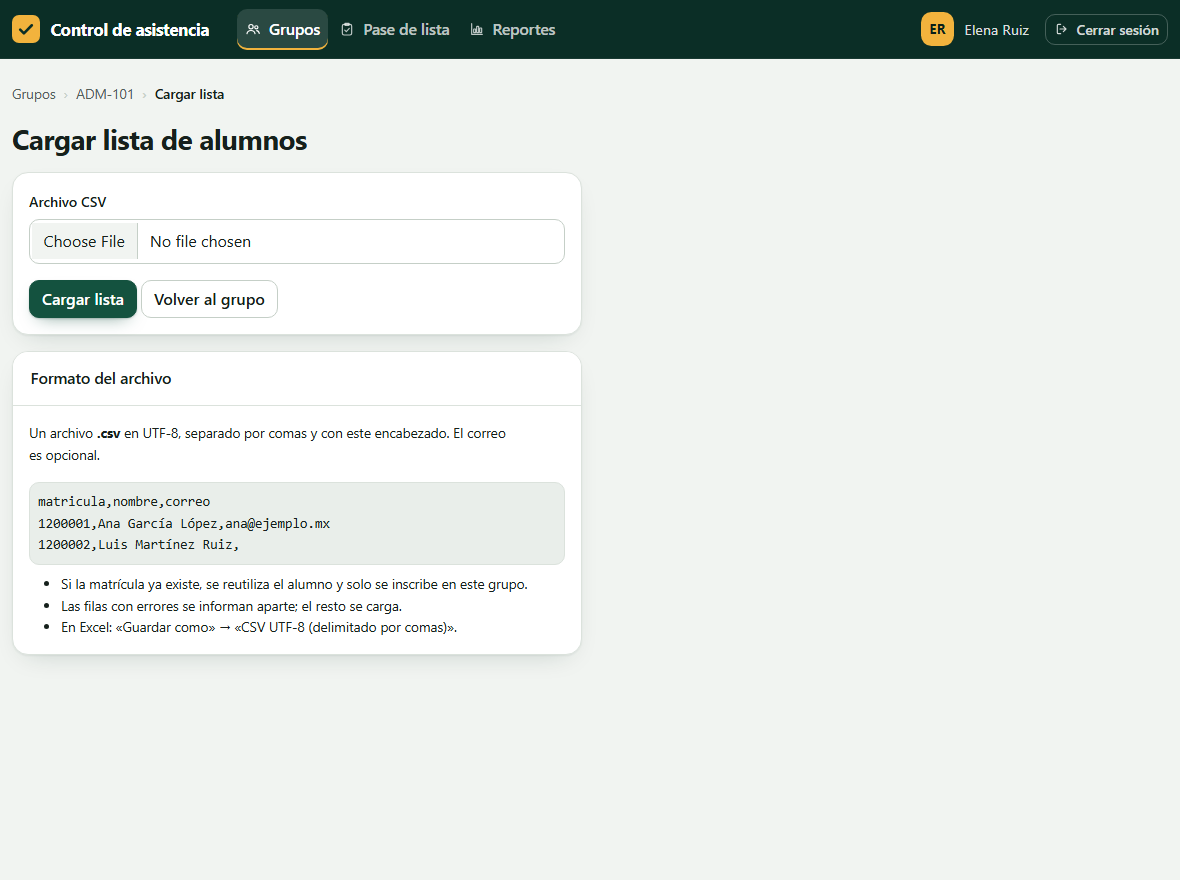 Control de asistencia
Grupos
Pase de lista
Reportes
ER
Elena Ruiz
Cerrar sesión
Grupos › ADM-101 › Cargar lista
Cargar lista de alumnos
Archivo CSV
Choose File
No file chosen
Cargar lista
Volver al grupo
Formato del archivo
Un archivo .csv en UTF-8, separado por comas y con este encabezado. El correo
es opcional.
matricula,nombre,correo
1200001,Ana García López,ana@ejemplo.mx
1200002,Luis Martínez Ruiz,
• Si la matrícula ya existe, se reutiliza el alumno y solo se inscribe en este grupo.
• Las filas con errores se informan aparte; el resto se carga.
• En Excel: «Guardar como» → «CSV UTF-8 (delimitado por comas)».